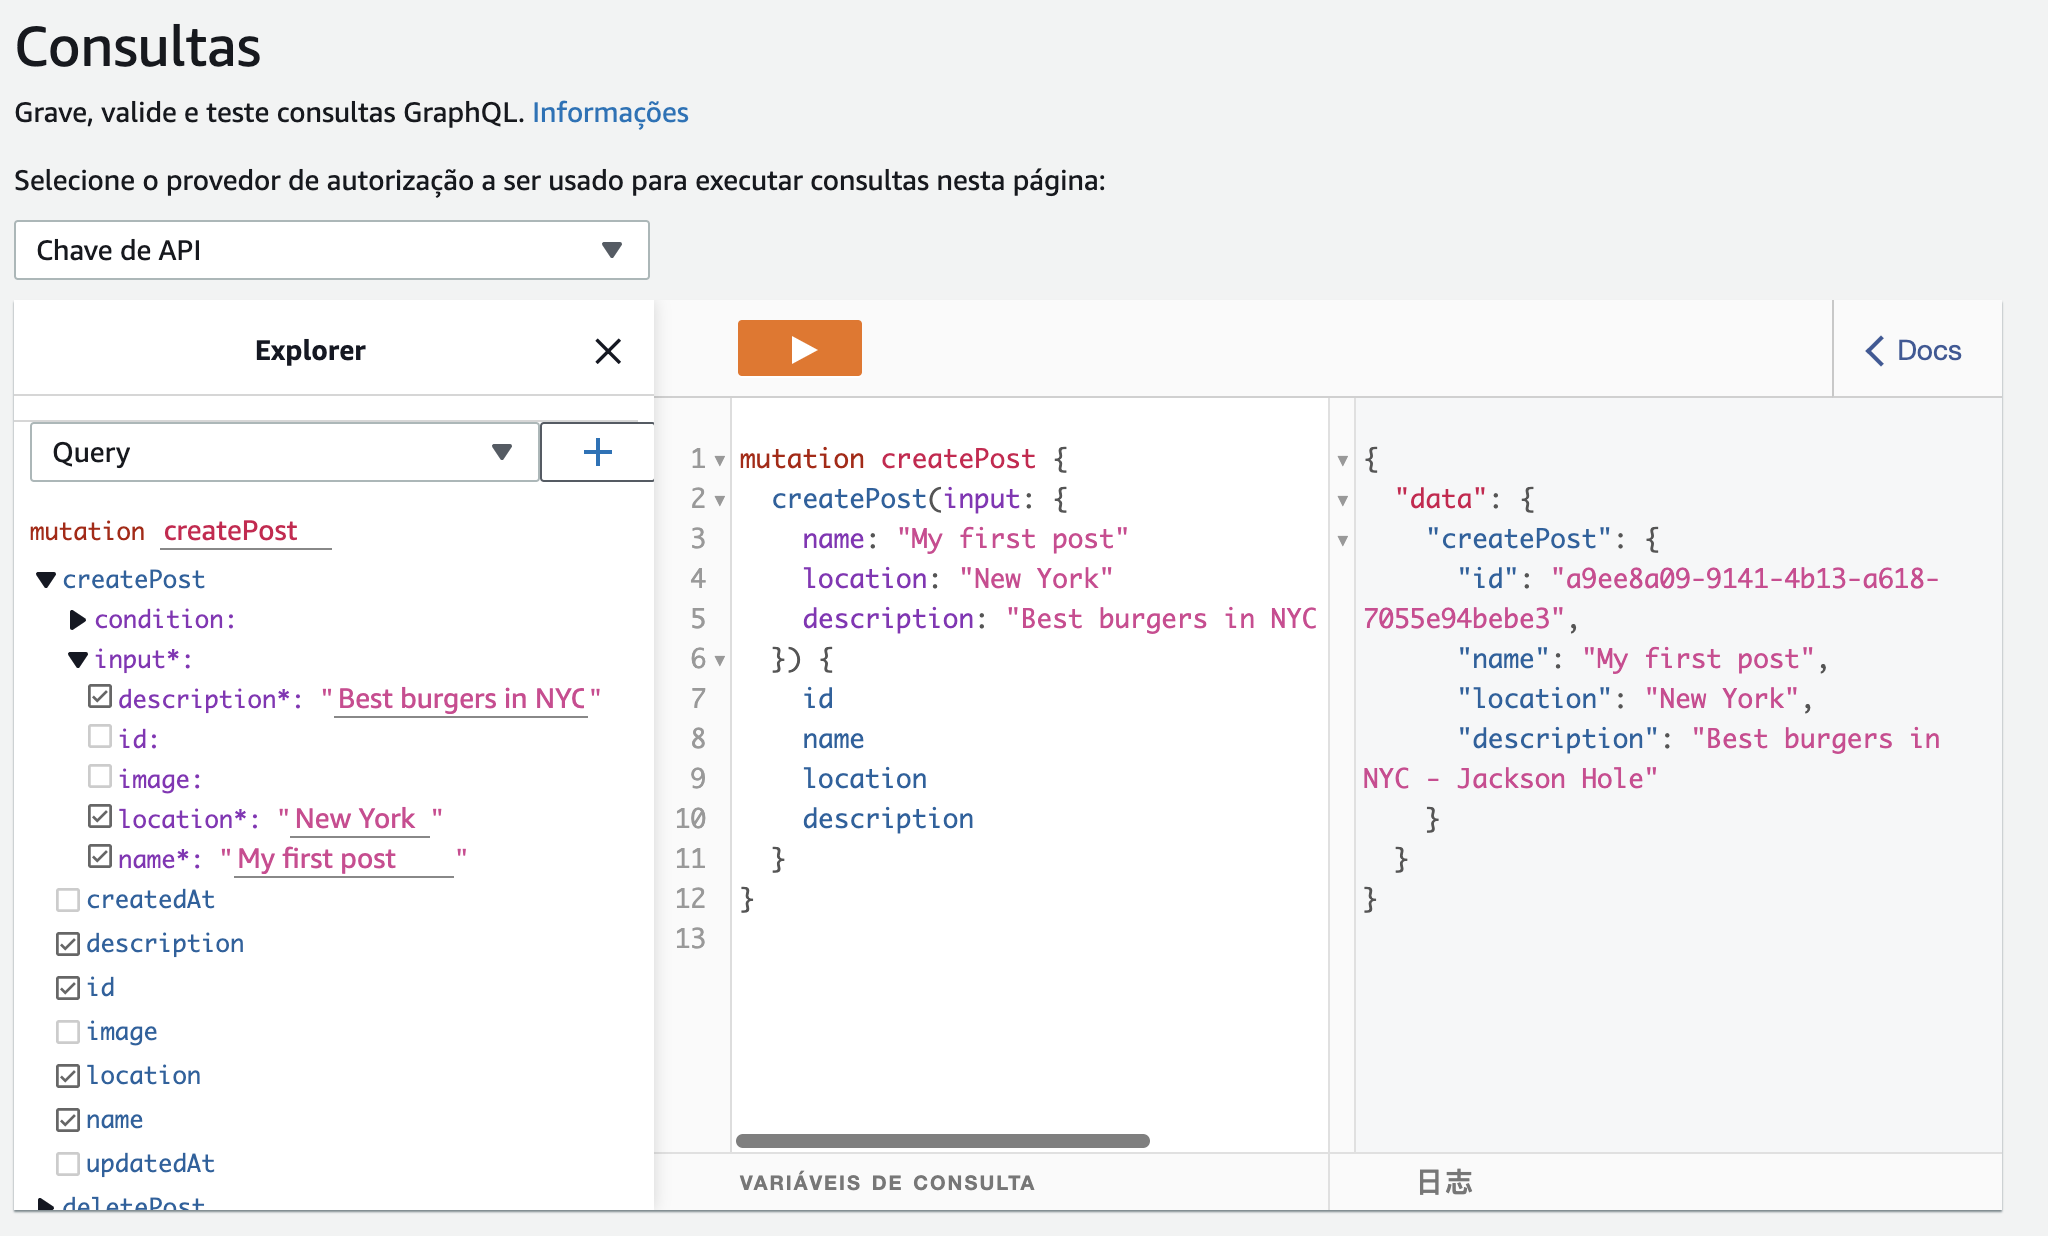 Consultas
Grave, valide e teste consultas GraphQL. Informações
Selecione o provedor de autorização a ser usado para executar consultas nesta página:
Chave de API
Explorer
Docs
Query
mutation createPost
createPost
condition:
input*:
description*: "Best burgers in NYC"
id:
image:
location*: "New York"
name*: "My first post"
createdAt
description
id
image
location
name
updatedAt
deletePost
1 mutation createPost {
2 createPost(input: {
3 name: "My first post"
4 location: "New York"
5 description: "Best burgers in NYC
6 }) {
7 id
8 name
9 location
10 description
11 }
12 }
13
{
"data": {
"createPost": {
"id": "a9ee8a09-9141-4b13-a618-
7055e94bebe3",
"name": "My first post",
"location": "New York",
"description": "Best burgers in
NYC - Jackson Hole"
}
}
}
VARIÁVEIS DE CONSULTA
日志